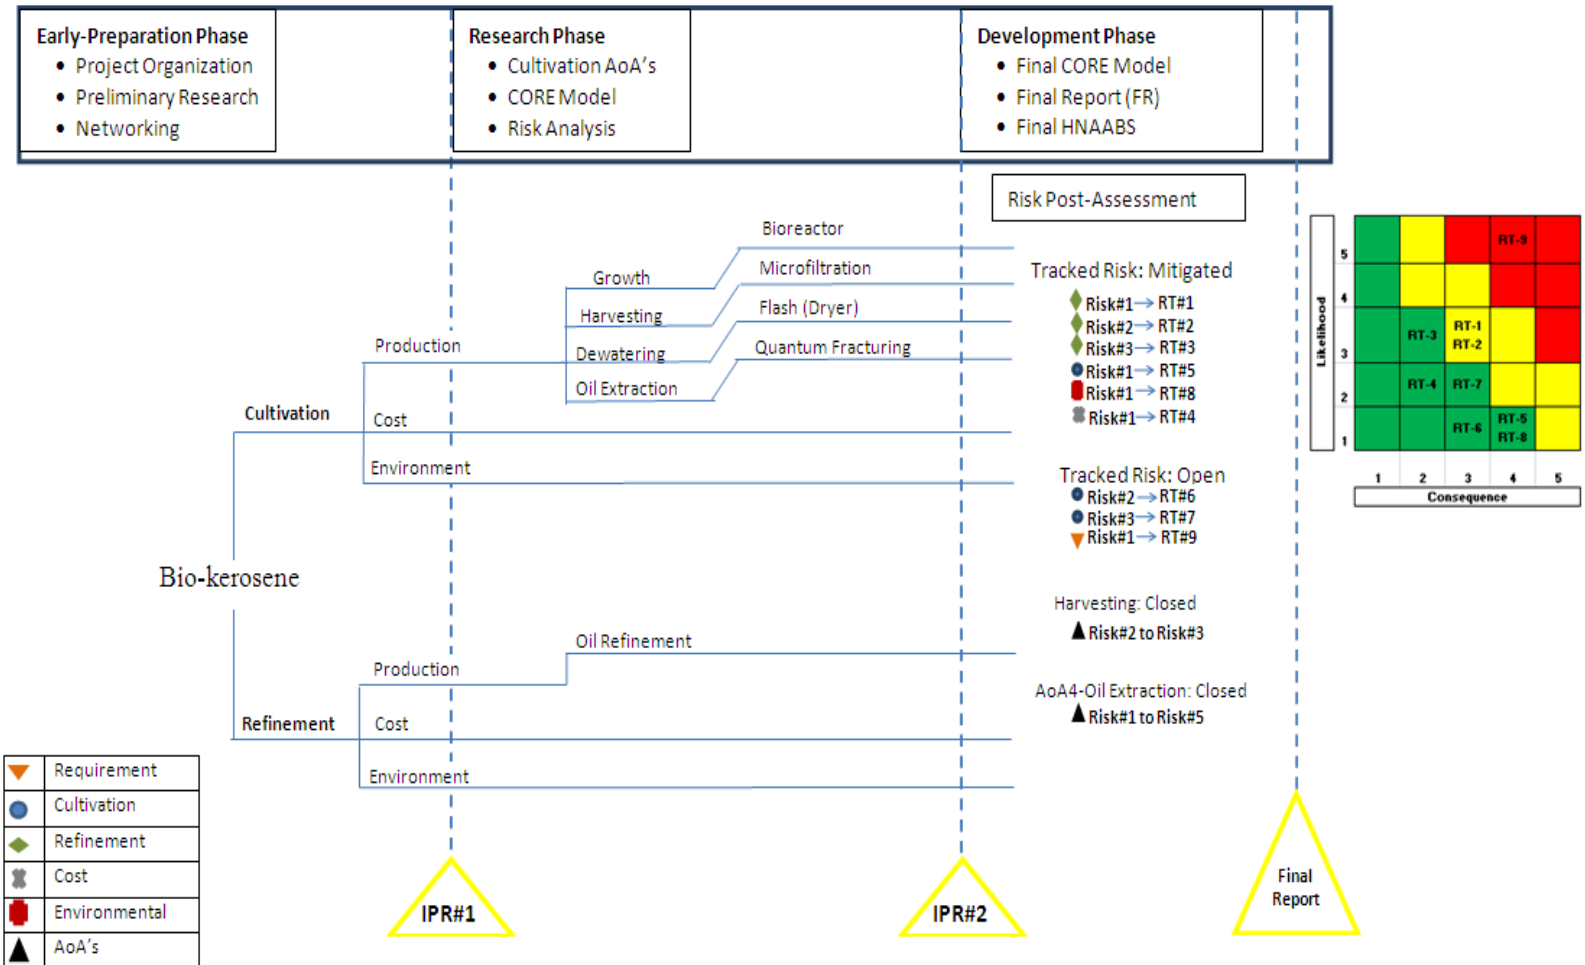 Early-Preparation Phase
• Project Organization
• Preliminary Research
• Networking
Research Phase
• Cultivation AoA's
• CORE Model
• Risk Analysis
Development Phase
• Final CORE Model
• Final Report (FR)
• Final HNAABS
Risk Post-Assessment
Bioreactor
Growth
Microfiltration
Harvesting
Flash (Dryer)
Dewatering
Quantum Fracturing
Oil Extraction
Production
Cultivation
Cost
Environment
Bio-kerosene
Oil Refinement
Production
Refinement
Cost
Environment
Tracked Risk: Mitigated
Risk#1→ RT#1
Risk#2→ RT#2
Risk#3→ RT#3
Risk#1→ RT#5
Risk#1→ RT#8
Risk#1→ RT#4
Tracked Risk: Open
Risk#2→ RT#6
Risk#3→ RT#7
Risk#1→ RT#9
Harvesting: Closed
Risk#2 to Risk#3
AoA4-Oil Extraction: Closed
Risk#1 to Risk#5
Likelihood
5
4
3
2
1
RT-9
RT-3
RT-1
RT-2
RT-4
RT-7
RT-6
RT-5
RT-8
1 2 3 4 5
Consequence
Requirement
Cultivation
Refinement
Cost
Environmental
AoA's
IPR#1
IPR#2
Final
Report